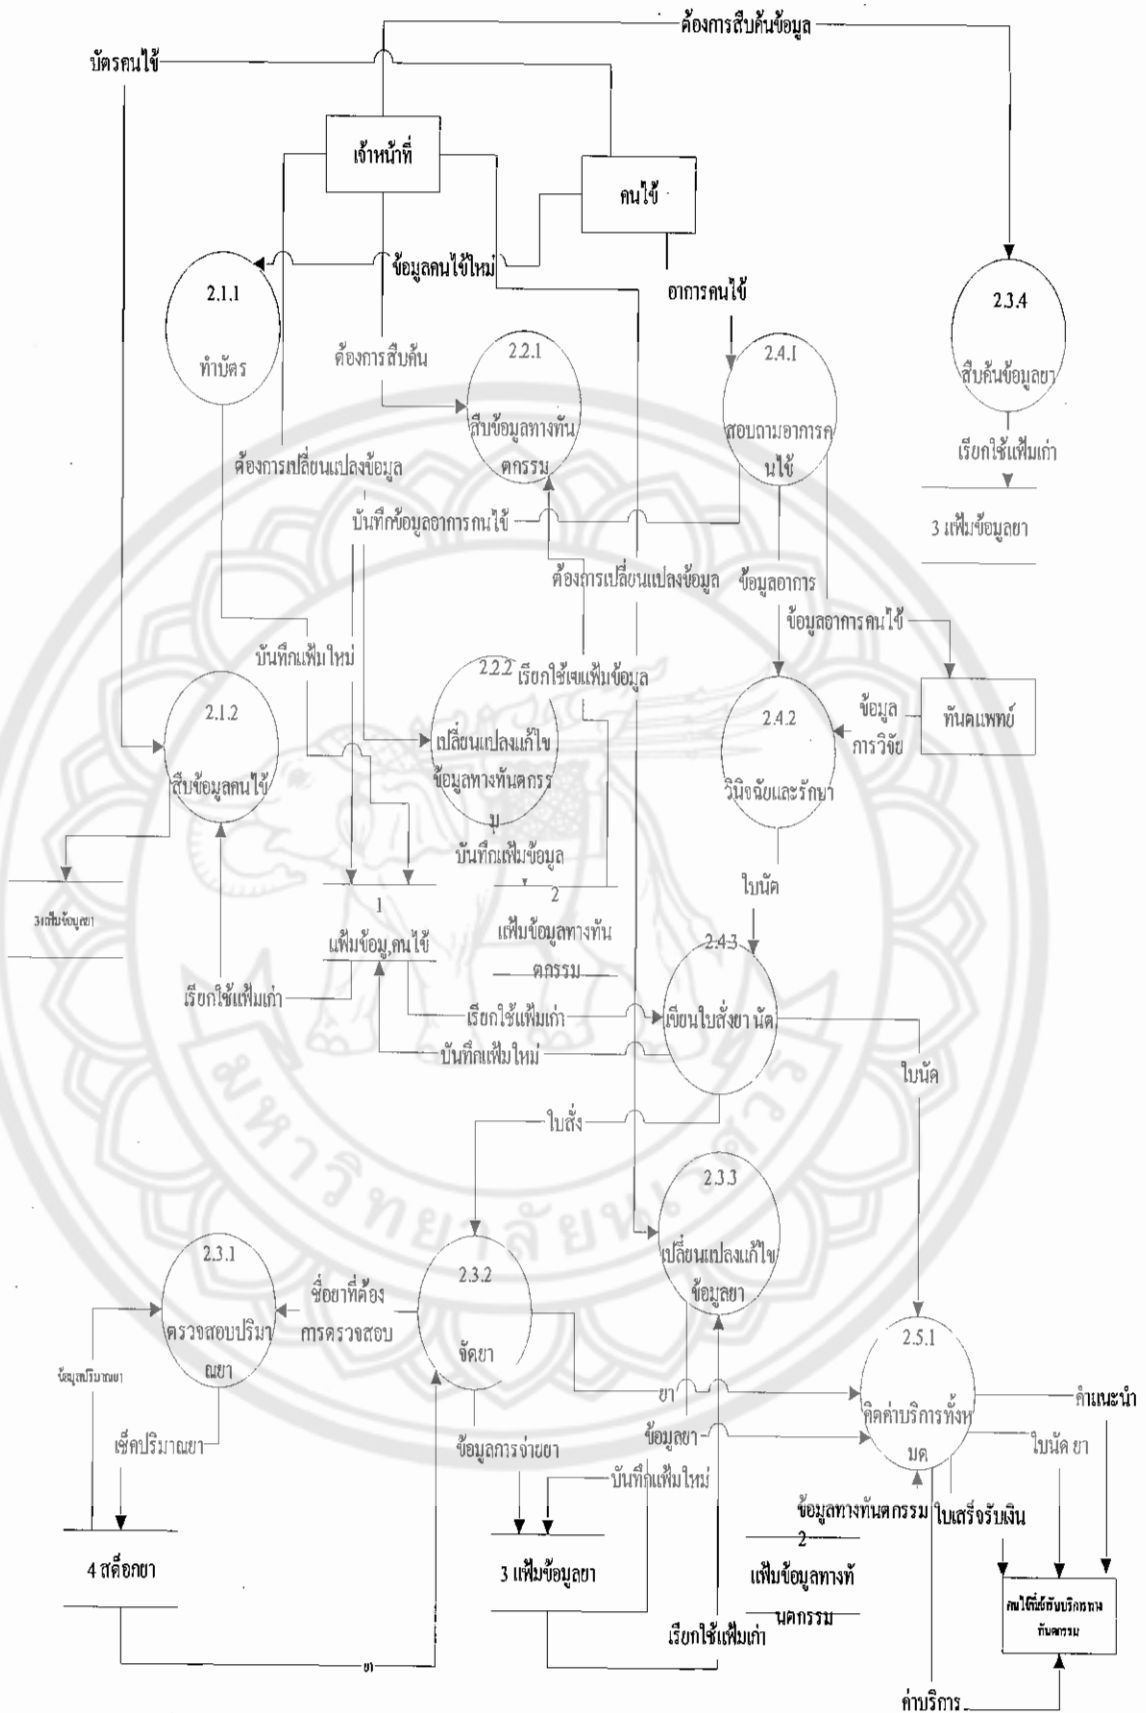 ต้องการสืบค้นข้อมูล
บัตรคนไข้
เจ้าหน้าที่
คนไข้
ข้อมูลคนไข้ใหม่
อาการคนไข้
2.1.1
ทำบัตร
2.3.4
สืบค้นข้อมูลยา
ต้องการสืบค้น
2.2.1
สืบข้อมูลทางทัน
ตกรรม
2.4.1
สอบถามอาการค
นไข้
เรียกใช้แฟ้มเก่า
3 แฟ้มข้อมูลยา
ต้องการเปลี่ยนแปลงข้อมูล
บันทึกข้อมูลอาการคนไข้
ต้องการเปลี่ยนแปลงข้อมูล
ข้อมูลอาการ
ข้อมูลอาการคนไข้
บันทึกแฟ้มใหม่
2.1.2
สืบข้อมูลคนไข้
2.2.2
เรียกใช้เขแฟ้มข้อมูล
เปลี่ยนแปลงแก้ไข
ข้อมูลทางทันตกรร
ม
2.4.2
วินิจฉัยและรักษา
ข้อมูล
การวิจัย
ทันตแพทย์
บันทึกแฟ้มข้อมูล
ใบนัด
3แฟ้มข้อมูลยา
1
แฟ้มข้อมู,คนไข้
2
แฟ้มข้อมูลทางทัน
ตกรรม
2.4.3
เขียนใบสั่งยา นัด
เรียกใช้แฟ้มเก่า
เรียกใช้แฟ้มเก่า
บันทึกแฟ้มใหม่
ใบนัด
ใบสั่ง
มหาวิทยาลัยนเรศวร
2.3.3
เปลี่ยนแปลงแก้ไข
ข้อมูลยา
2.3.1
ตรวจสอบปริมา
ณยา
ชื่อยาที่ต้อง
การตรวจสอบ
2.3.2
จัดยา
2.5.1
คิดค่าบริการทั้งห
มด
ข้อมูลปริมาณยา
เช็คปริมาณยา
ยา
ข้อมูลยา
คำแนะนำ
ใบนัด ยา
ข้อมูลการจ่ายยา
บันทึกแฟ้มใหม่
ข้อมูลทางทันตกรรม
ใบเสร็จรับเงิน
4 สต็อกยา
3 แฟ้มข้อมูลยา
2
แฟ้มข้อมูลทางทั
นตกรรม
คนไข้ที่เข้ารับบริการทาง
ทันตกรรม
เรียกใช้แฟ้มเก่า
ยา
ค่าบริการ